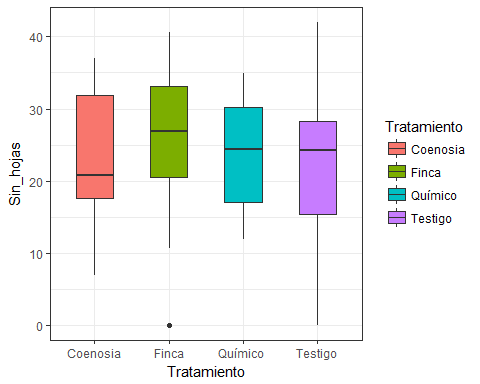 40
30
20
10
0
Sin_hojas
Coenosia
Finca
Químico
Testigo
Tratamiento
Tratamiento
Coenosia
Finca
Químico
Testigo